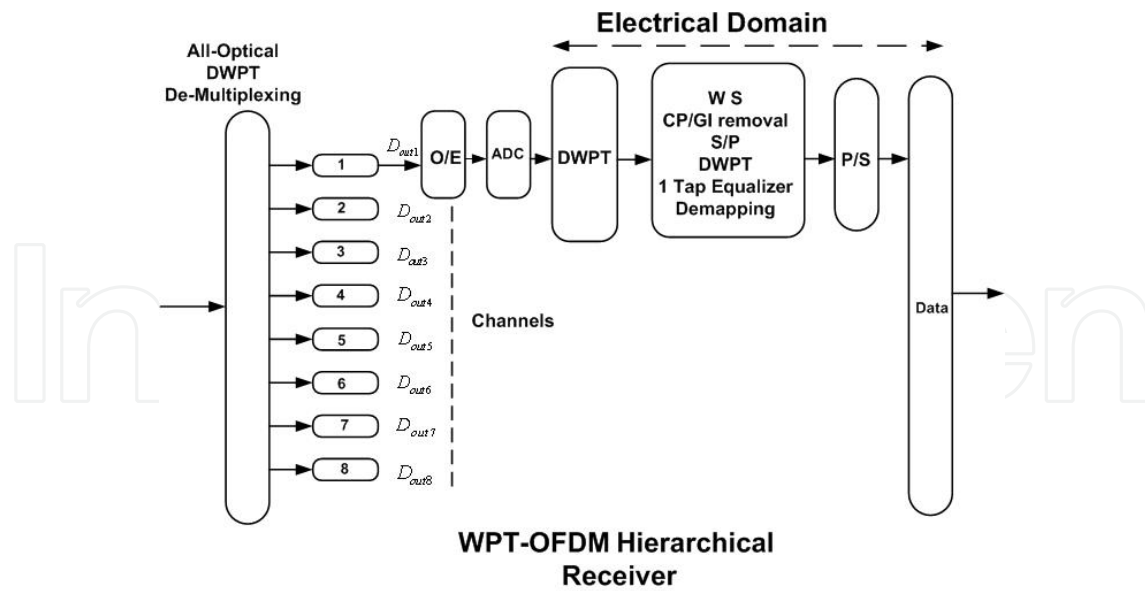 Electrical Domain
All-Optical
DWPT
De-Multiplexing
W S
CP/GI removal
S/P
DWPT
1 Tap Equalizer
Demapping
1
Dout1
O/E
ADC
DWPT
P/S
2
Dout2
3
Dout3
4
Dout4
Channels
Data
5
Dout5
6
Dout6
7
Dout7
8
Dout8
WPT-OFDM Hierarchical
Receiver